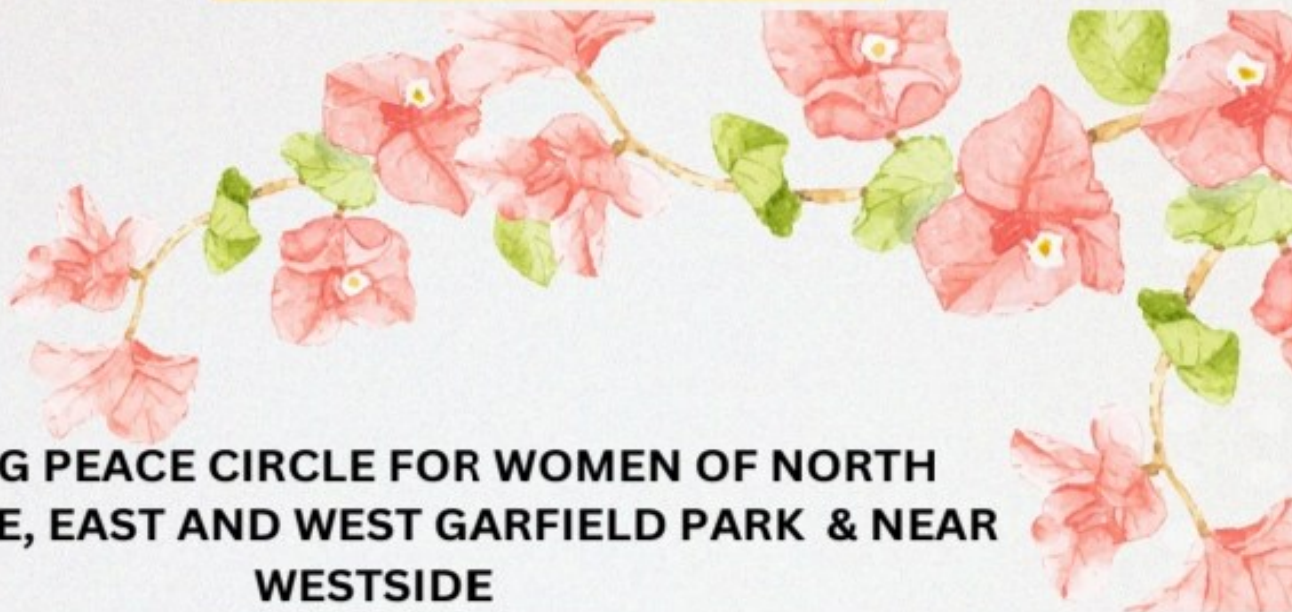 G PEACE CIRCLE FOR WOMEN OF NORTH
E, EAST AND WEST GARFIELD PARK & NEAR
WESTSIDE